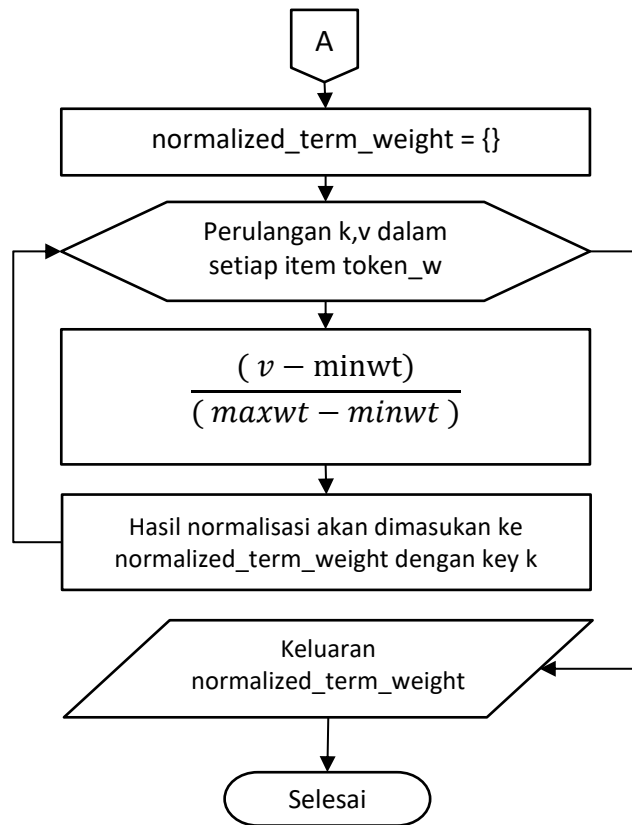 A
normalized_term_weight = {}
Perulangan k,v dalam
setiap item token_w
( v − minwt)
( maxwt − minwt )
Hasil normalisasi akan dimasukan ke
normalized_term_weight dengan key k
Keluaran
normalized_term_weight
Selesai